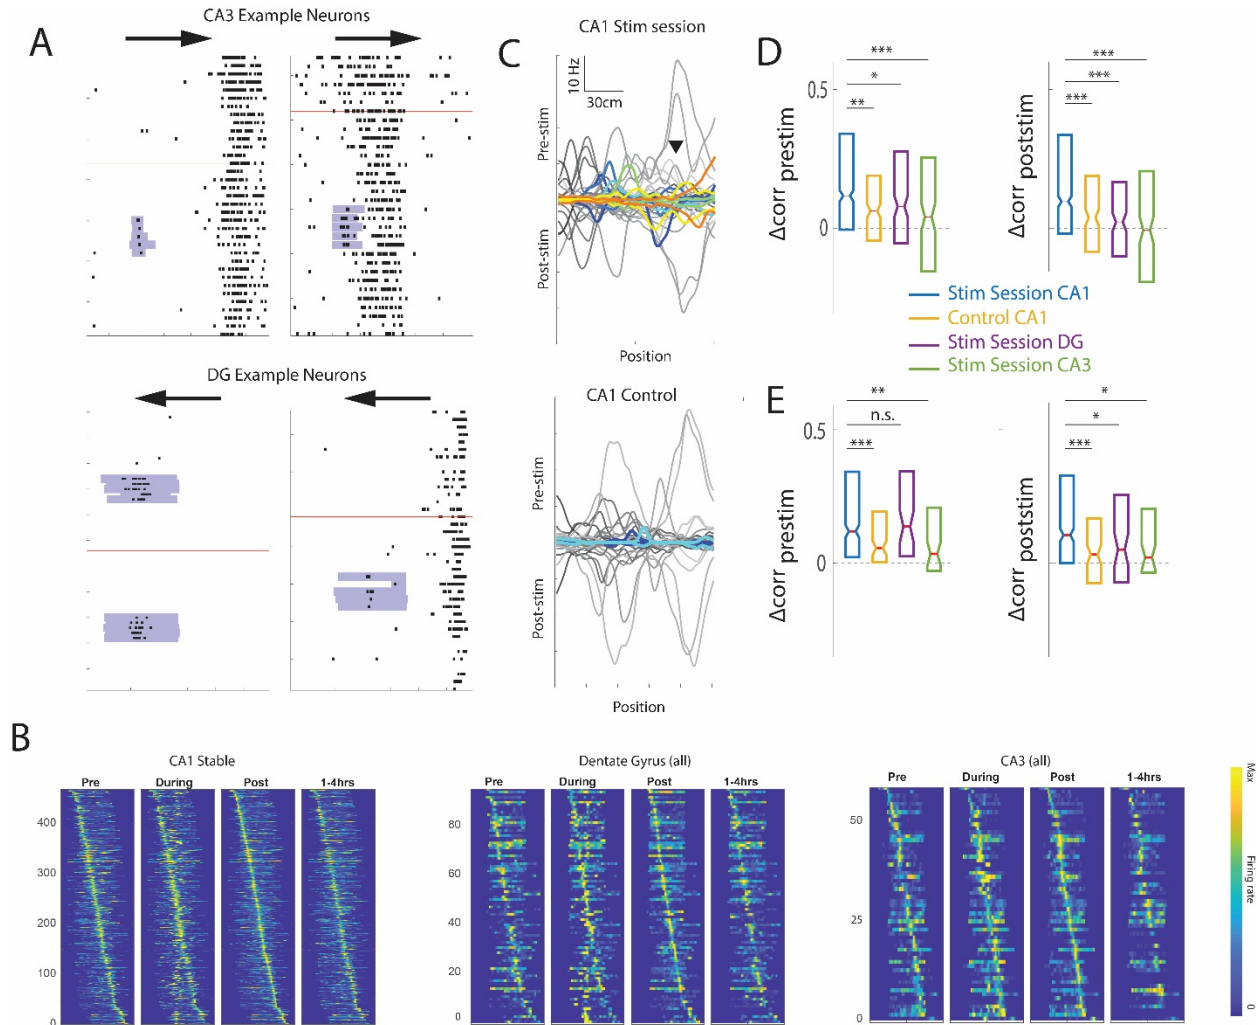 A
CA3 Example Neurons
DG Example Neurons
C
CA1 Stim session
10 Hz
30cm
Pre-stim
Post-stim
Position
CA1 Control
Pre-stim
Post-stim
Position
D
Δcorr prestim
0.5
0
***
*
**
Δcorr poststim
***
***
***
Stim Session CA1
Control CA1
Stim Session DG
Stim Session CA3
E
Δcorr prestim
0.5
0
**
n.s.
***
Δcorr poststim
*
*
***
B
CA1 Stable
Pre During Post 1-4hrs
400
300
200
100
0
Dentate Gyrus (all)
Pre During Post 1-4hrs
80
60
40
20
0
CA3 (all)
Pre During Post 1-4hrs
50
25
0
Max
Firing rate
0